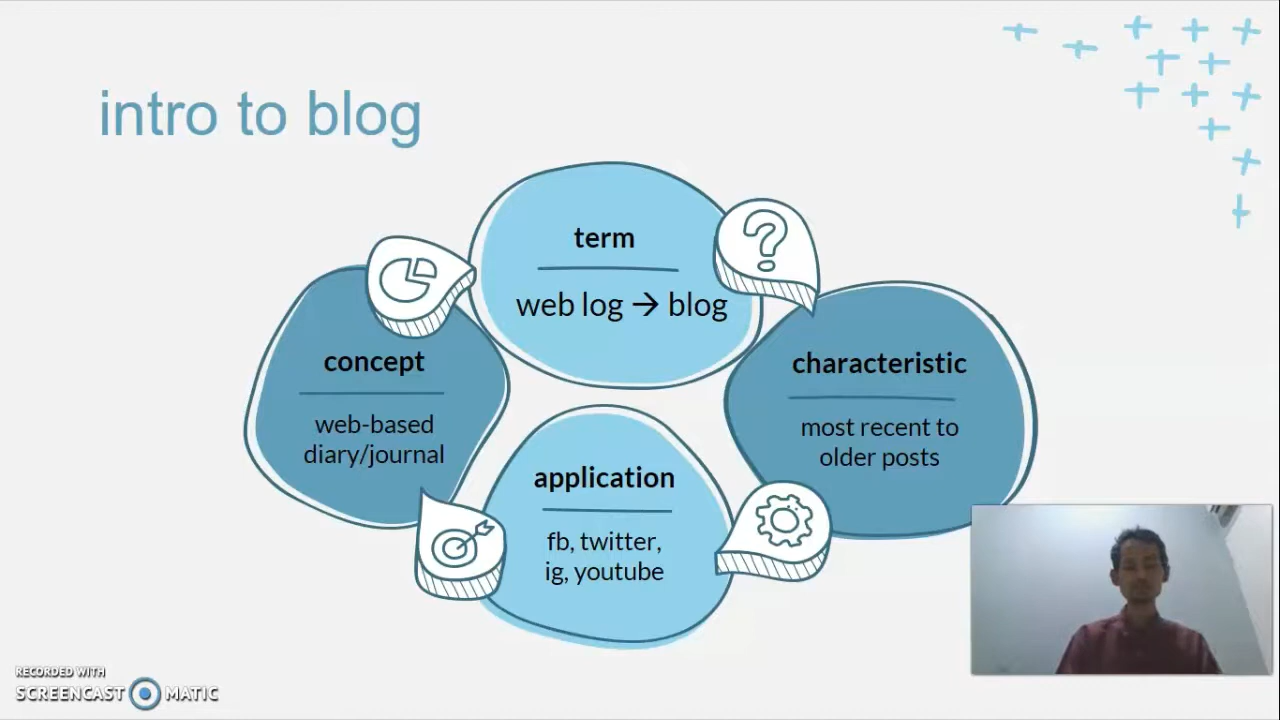 intro to blog
term
web log → blog
concept
web-based
diary/journal
characteristic
most recent to
older posts
application
fb, twitter,
ig, youtube
RECORDED WITH
SCREENCAST MATIC